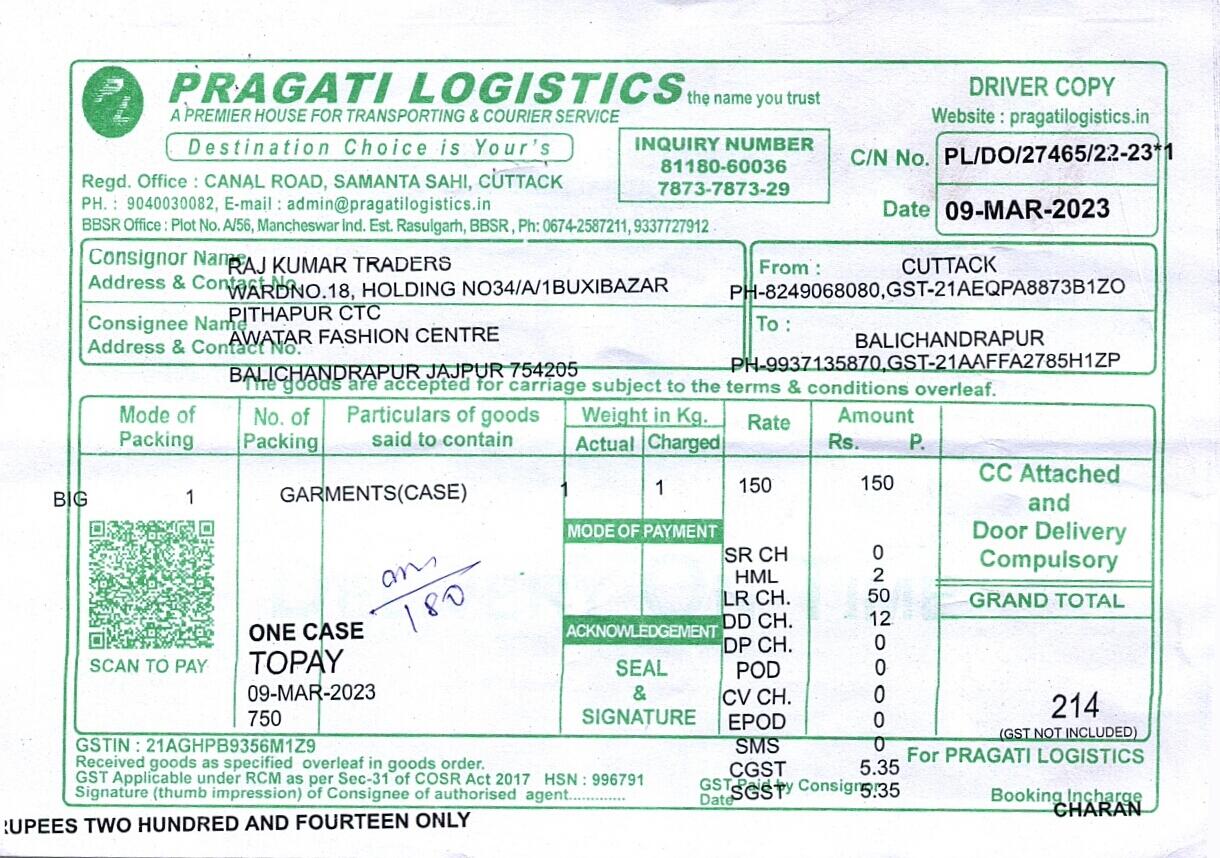 PRAGATI LOGISTICS the name you trust
A PREMIER HOUSE FOR TRANSPORTING & COURIER SERVICE
Destination Choice is Your's
Regd. Office : CANAL ROAD, SAMANTA SAHI, CUTTACK
PH. : 9040030082, E-mail : admin@pragatilogistics.in
BBSR Office : Plot No. A/56, Mancheswar Ind. Est. Rasulgarh, BBSR , Ph: 0674-2587211, 9337727912
INQUIRY NUMBER
81180-60036
7873-7873-29
DRIVER COPY
Website : pragatilogistics.in
C/N No. PL/DO/27465/22-23*1
Date 09-MAR-2023
Consignor Name RAJ KUMAR TRADERS
Address & Contact No. WARDNO.18, HOLDING NO34/A/1BUXIBAZAR
PITHAPUR CTC
Consignee Name AWATAR FASHION CENTRE
Address & Contact No.
BALICHANDRAPUR JAJPUR 754205
From : CUTTACK
PH-8249068080,GST-21AEQPA8873B1ZO
To : BALICHANDRAPUR
PH-9937135870,GST-21AAFFA2785H1ZP
The goods are accepted for carriage subject to the terms & conditions overleaf.
Mode of Packing No. of Packing Particulars of goods said to contain Weight in Kg. Actual Charged Rate Amount Rs. P.
BIG 1 GARMENTS(CASE) 1 1 150 150
CC Attached
and
Door Delivery
Compulsory
GRAND TOTAL
214
(GST NOT INCLUDED)
MODE OF PAYMENT
ACKNOWLEDGEMENT
SEAL
&
SIGNATURE
SR CH 0
HML 2
LR CH. 50
DD CH. 12
DP CH. 0
POD 0
CV CH. 0
EPOD 0
SMS 0
CGST 5.35
SGST 5.35
180
SCAN TO PAY
ONE CASE
TOPAY
09-MAR-2023
750
GSTIN : 21AGHPB9356M1Z9
Received goods as specified overleaf in goods order.
GST Applicable under RCM as per Sec-31 of COSR Act 2017 HSN : 996791
Signature (thumb impression) of Consignee of authorised agent.............
GST Paid by Consignor
Date
For PRAGATI LOGISTICS
Booking Incharge
CHARAN
RUPEES TWO HUNDRED AND FOURTEEN ONLY